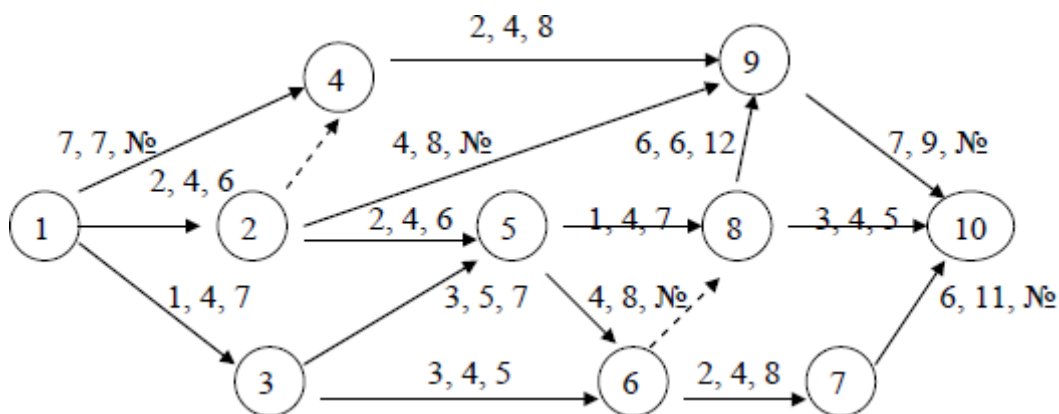 2, 4, 8
4
9
7, 7, №
4, 8, №
6, 6, 12
7, 9, №
2, 4, 6
1
2
2, 4, 6
5
1, 4, 7
8
3, 4, 5
10
1, 4, 7
3, 5, 7
4, 8, №
6, 11, №
3
3, 4, 5
6
2, 4, 8
7